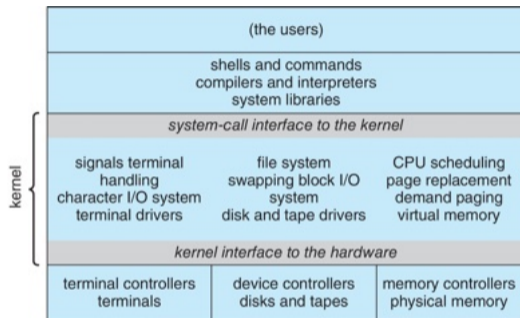 (the users)
shells and commands
compilers and interpreters
system libraries
system-call interface to the kernel
kernel
signals terminal
handling
character I/O system
terminal drivers
file system
swapping block I/O
system
disk and tape drivers
CPU scheduling
page replacement
demand paging
virtual memory
kernel interface to the hardware
terminal controllers
terminals
device controllers
disks and tapes
memory controllers
physical memory